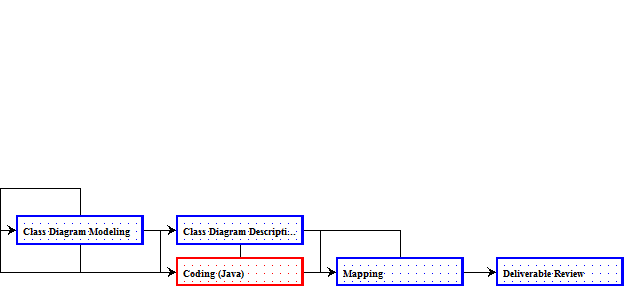 Class Diagram Modeling
Class Diagram Descripti...
Coding (Java)
Mapping
Deliverable Review